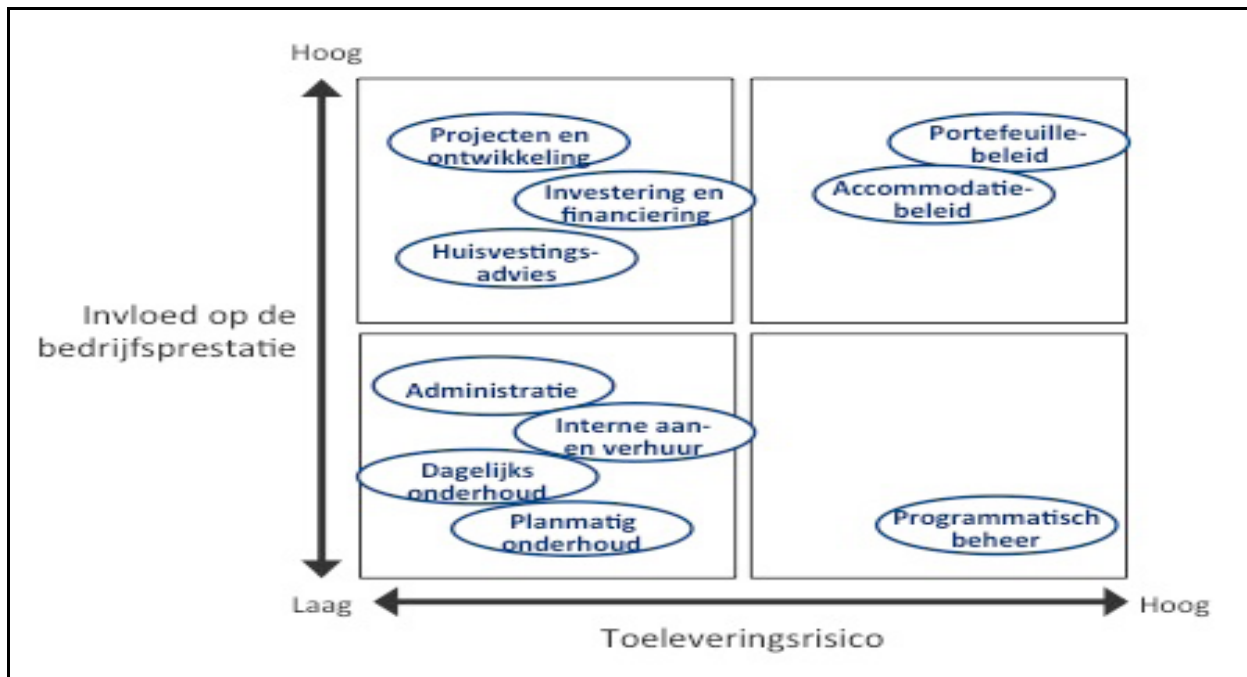 Hoog
Projecten en
ontwikkeling
Portefeuille-
beleid
Investering en
financiering
Accommodatie-
beleid
Huisvestings-
advies
Invloed op de
bedrijfsprestatie
Administratie
Interne aan-
en verhuur
Dagelijks
onderhoud
Planmatig
onderhoud
Programmatisch
beheer
Laag
Hoog
Toeleveringsrisico